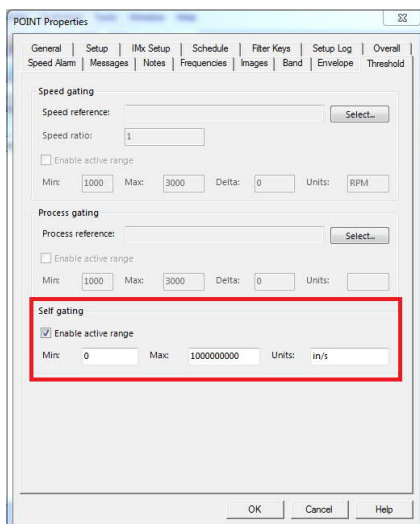 POINT Properties
General Setup IMx Setup Schedule Filter Keys Setup Log Overall
Speed Alarm Messages Notes Frequencies Images Band Envelope Threshold
Speed gating
Speed reference: Select...
Speed ratio: 1
Enable active range
Min: 1000 Max: 3000 Delta: 0 Units: RPM
Process gating
Process reference: Select...
Enable active range
Min: 1000 Max: 3000 Delta: 0 Units:
Self gating
Enable active range
Min: 0 Max: 1000000000 Units: in/s
OK Cancel Help